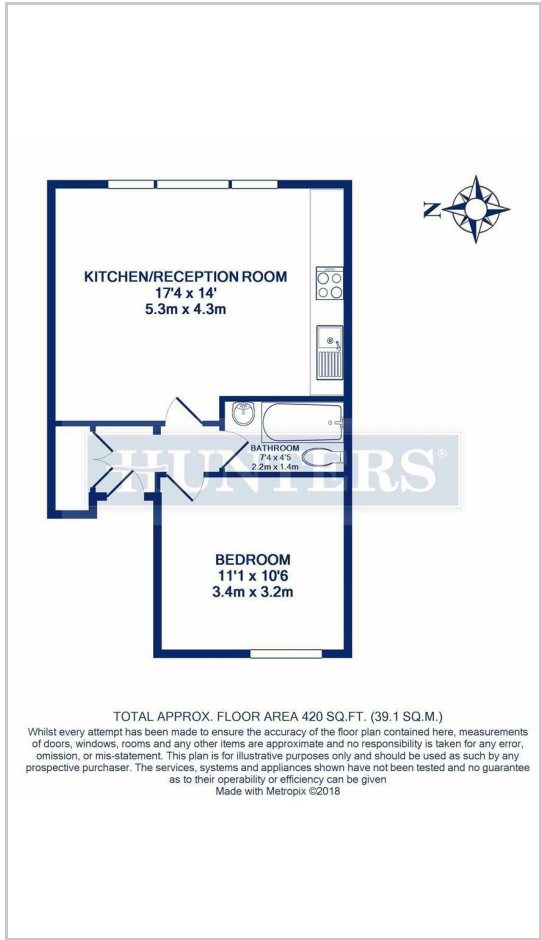 N
KITCHEN/RECEPTION ROOM
17'4 x 14'
5.3m x 4.3m
BATHROOM
7'4 x 4'5
2.2m x 1.4m
HUNTERS®
BEDROOM
11'1 x 10'6
3.4m x 3.2m
TOTAL APPROX. FLOOR AREA 420 SQ.FT. (39.1 SQ.M.)
Whilst every attempt has been made to ensure the accuracy of the floor plan contained here, measurements
of doors, windows, rooms and any other items are approximate and no responsibility is taken for any error,
omission, or mis-statement. This plan is for illustrative purposes only and should be used as such by any
prospective purchaser. The services, systems and appliances shown have not been tested and no guarantee
as to their operability or efficiency can be given
Made with Metropix ©2018